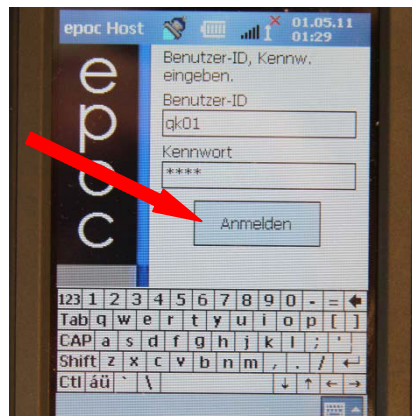 epoc Host
01.05.11
01:29
epoc
Benutzer-ID, Kennw.
eingeben.
Benutzer-ID
qk01
Kennwort
****
Anmelden
123 1 2 3 4 5 6 7 8 9 0 - =
Tab q w e r t y u i o p [ ]
CAP a s d f g h j k l ; '
Shift z x c v b n m , . /
Ctl áü ` \